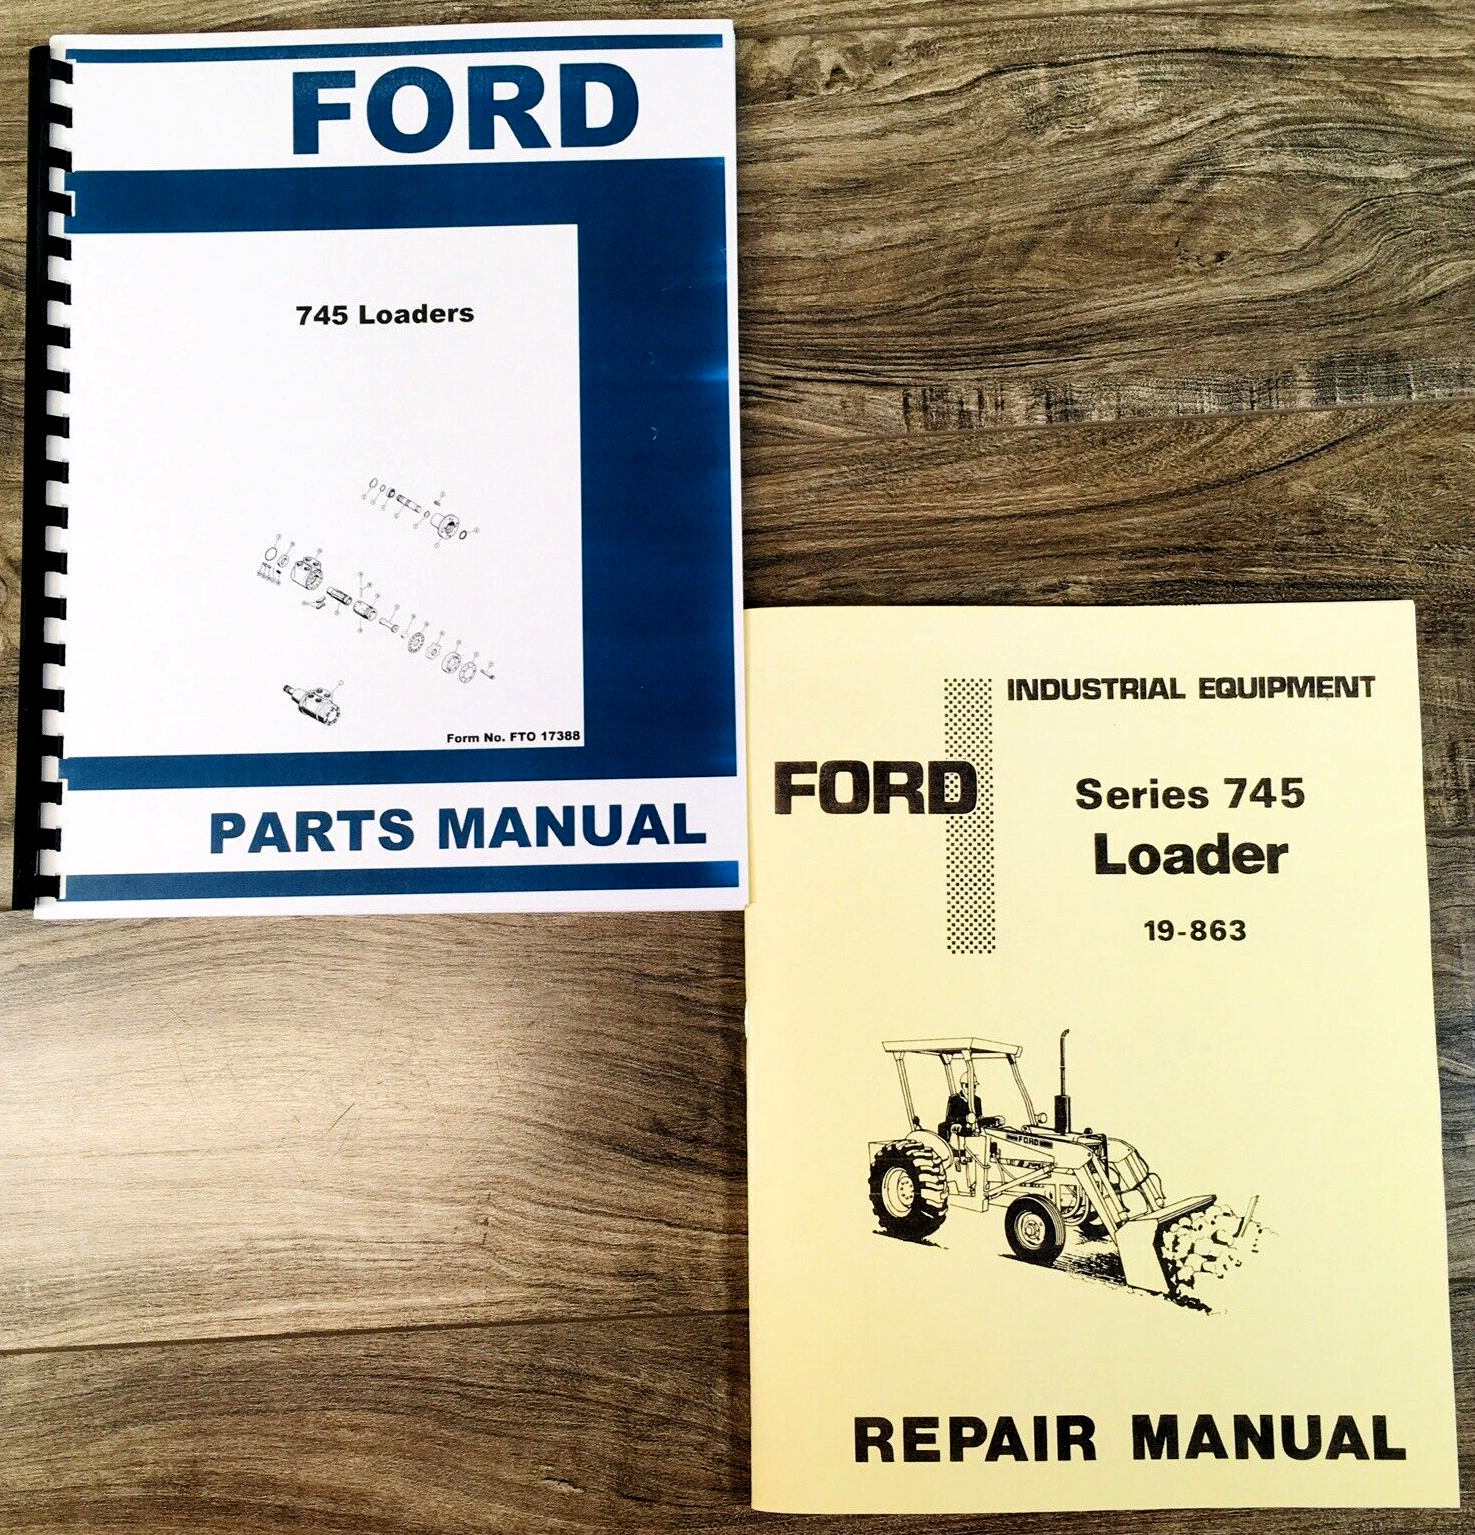 FORD
745 Loaders
Form No. FTO 17388
PARTS MANUAL
INDUSTRIAL EQUIPMENT
FORD
Series 745
Loader
19-863
FORD
REPAIR MANUAL